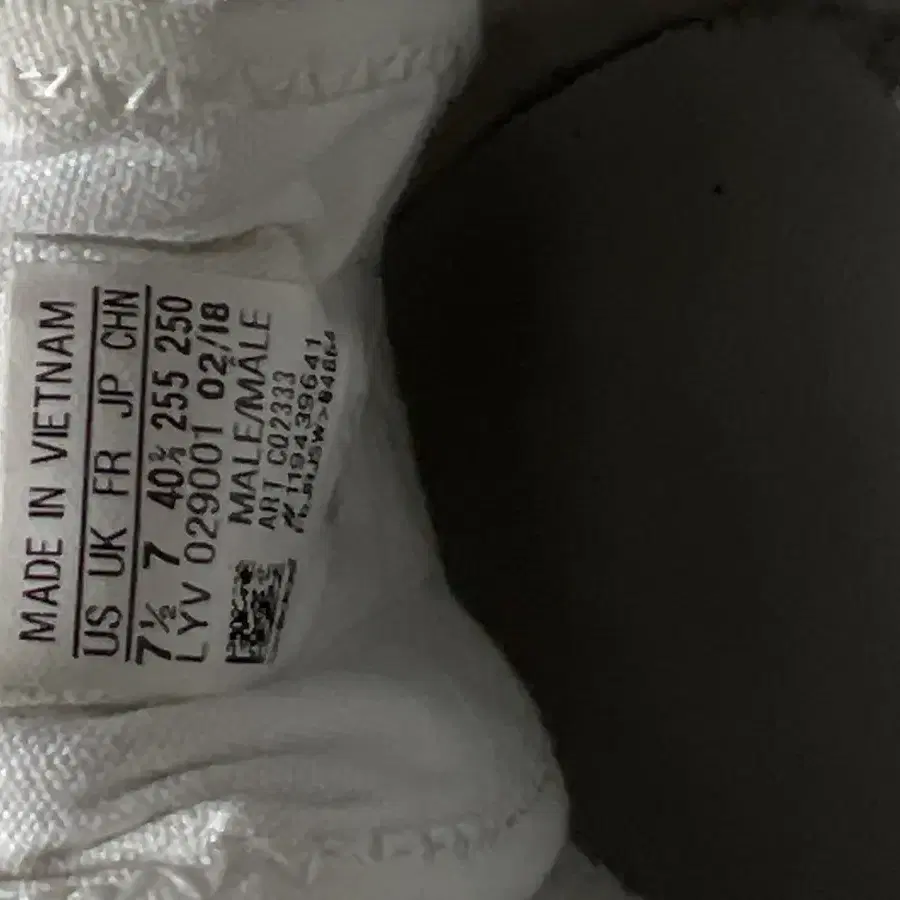 MADE IN VIETNAM
US UK FR JP CHN
7½ 7 40⅔ 255 250
LYV 029001 02/18
MALE/MALE
ART CQ2333